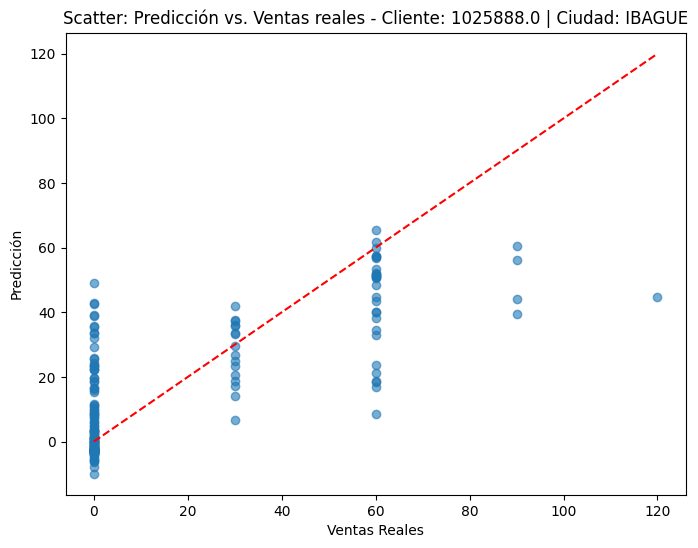 Scatter: Predicción vs. Ventas reales - Cliente: 1025888.0 | Ciudad: IBAGUE
120
100
80
60
40
20
0
Predicción
0 20 40 60 80 100 120
Ventas Reales